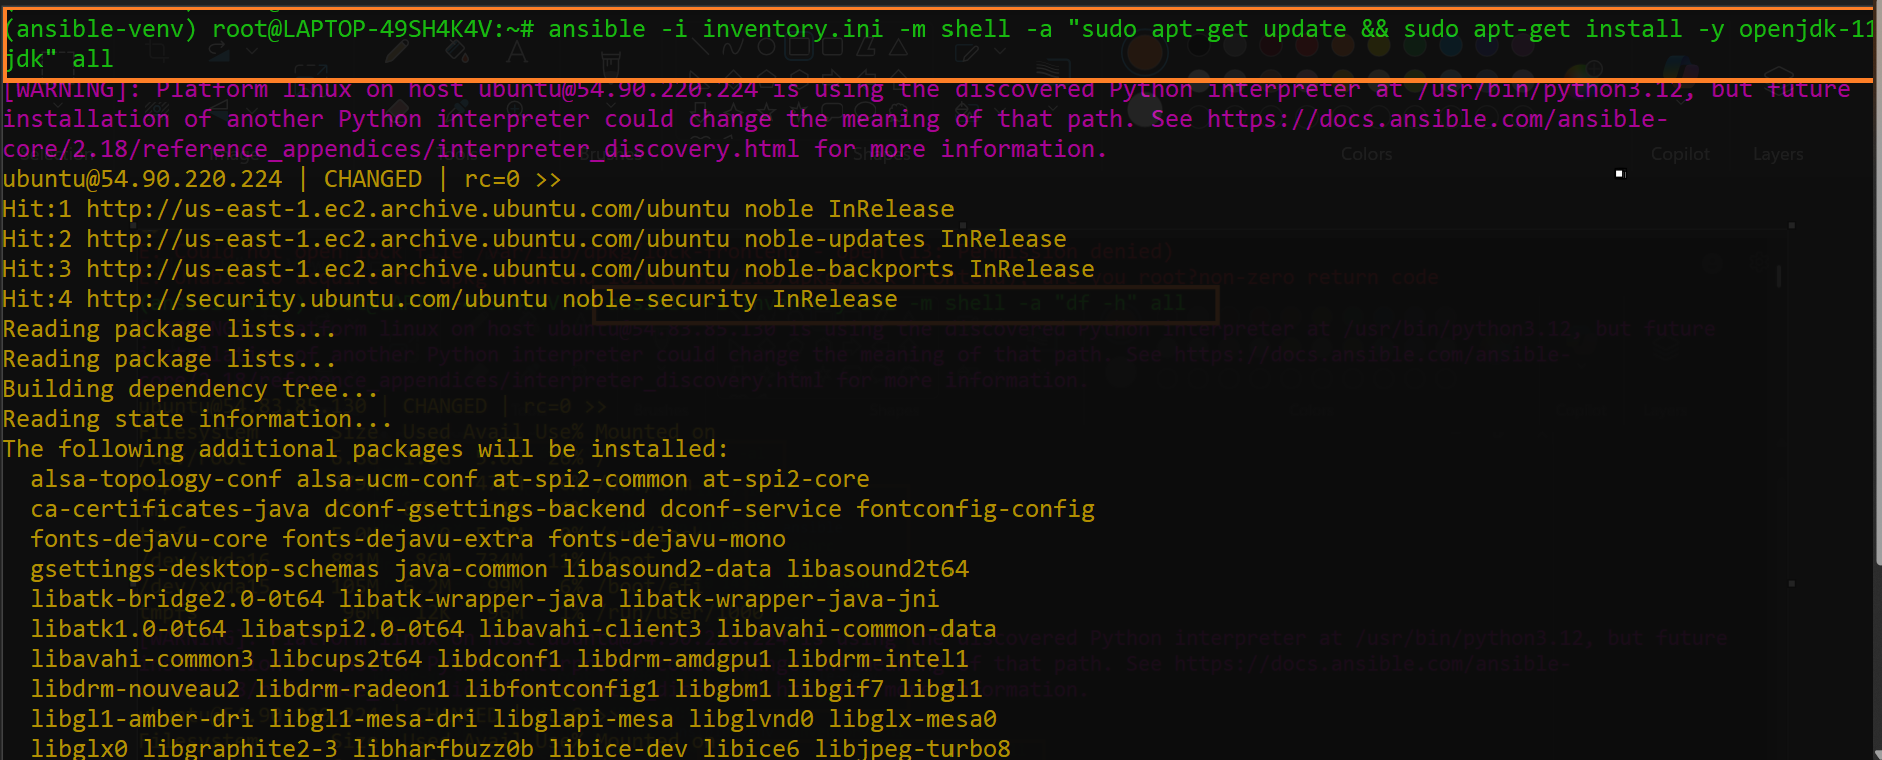 (ansible-venv) root@LAPTOP-49SH4K4V:~# ansible -i inventory.ini -m shell -a "sudo apt-get update && sudo apt-get install -y openjdk-11
jdk" all
[WARNING]: Platform linux on host ubuntu@54.90.220.224 is using the discovered Python interpreter at /usr/bin/python3.12, but future
installation of another Python interpreter could change the meaning of that path. See https://docs.ansible.com/ansible-
core/2.18/reference_appendices/interpreter_discovery.html for more information.
Shapes Colors Copilot Layers
ubuntu@54.90.220.224 | CHANGED | rc=0 >>
Hit:1 http://us-east-1.ec2.archive.ubuntu.com/ubuntu noble InRelease
Hit:2 http://us-east-1.ec2.archive.ubuntu.com/ubuntu noble-updates InRelease
Hit:3 http://us-east-1.ec2.archive.ubuntu.com/ubuntu noble-backports InRelease
Hit:4 http://security.ubuntu.com/ubuntu noble-security InRelease
-m shell -a "df -h" all
Reading package lists...
Reading package lists...
Building dependency tree...
Reading state information...
The following additional packages will be installed:
  alsa-topology-conf alsa-ucm-conf at-spi2-common at-spi2-core
  ca-certificates-java dconf-gsettings-backend dconf-service fontconfig-config
  fonts-dejavu-core fonts-dejavu-extra fonts-dejavu-mono
  gsettings-desktop-schemas java-common libasound2-data libasound2t64
  libatk-bridge2.0-0t64 libatk-wrapper-java libatk-wrapper-java-jni
  libatk1.0-0t64 libatspi2.0-0t64 libavahi-client3 libavahi-common-data
  libavahi-common3 libcups2t64 libdconf1 libdrm-amdgpu1 libdrm-intel1
  libdrm-nouveau2 libdrm-radeon1 libfontconfig1 libgbm1 libgif7 libgl1
  libgl1-amber-dri libgl1-mesa-dri libglapi-mesa libglvnd0 libglx-mesa0
  libglx0 libgraphite2-3 libharfbuzz0b libice-dev libice6 libjpeg-turbo8